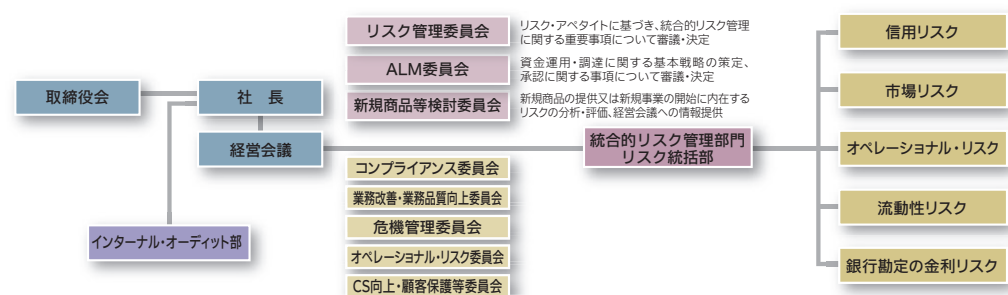 取締役会
社　長
経営会議
インターナル・オーディット部
リスク管理委員会
リスク・アペタイトに基づき、統合的リスク管理
に関する重要事項について審議・決定
ALM委員会
資金運用・調達に関する基本戦略の策定、
承認に関する事項について審議・決定
新規商品等検討委員会
新規商品の提供又は新規事業の開始に内在する
リスクの分析・評価、経営会議への情報提供
コンプライアンス委員会
業務改善・業務品質向上委員会
危機管理委員会
オペレーショナル・リスク委員会
CS向上・顧客保護等委員会
統合的リスク管理部門
リスク統括部
信用リスク
市場リスク
オペレーショナル・リスク
流動性リスク
銀行勘定の金利リスク